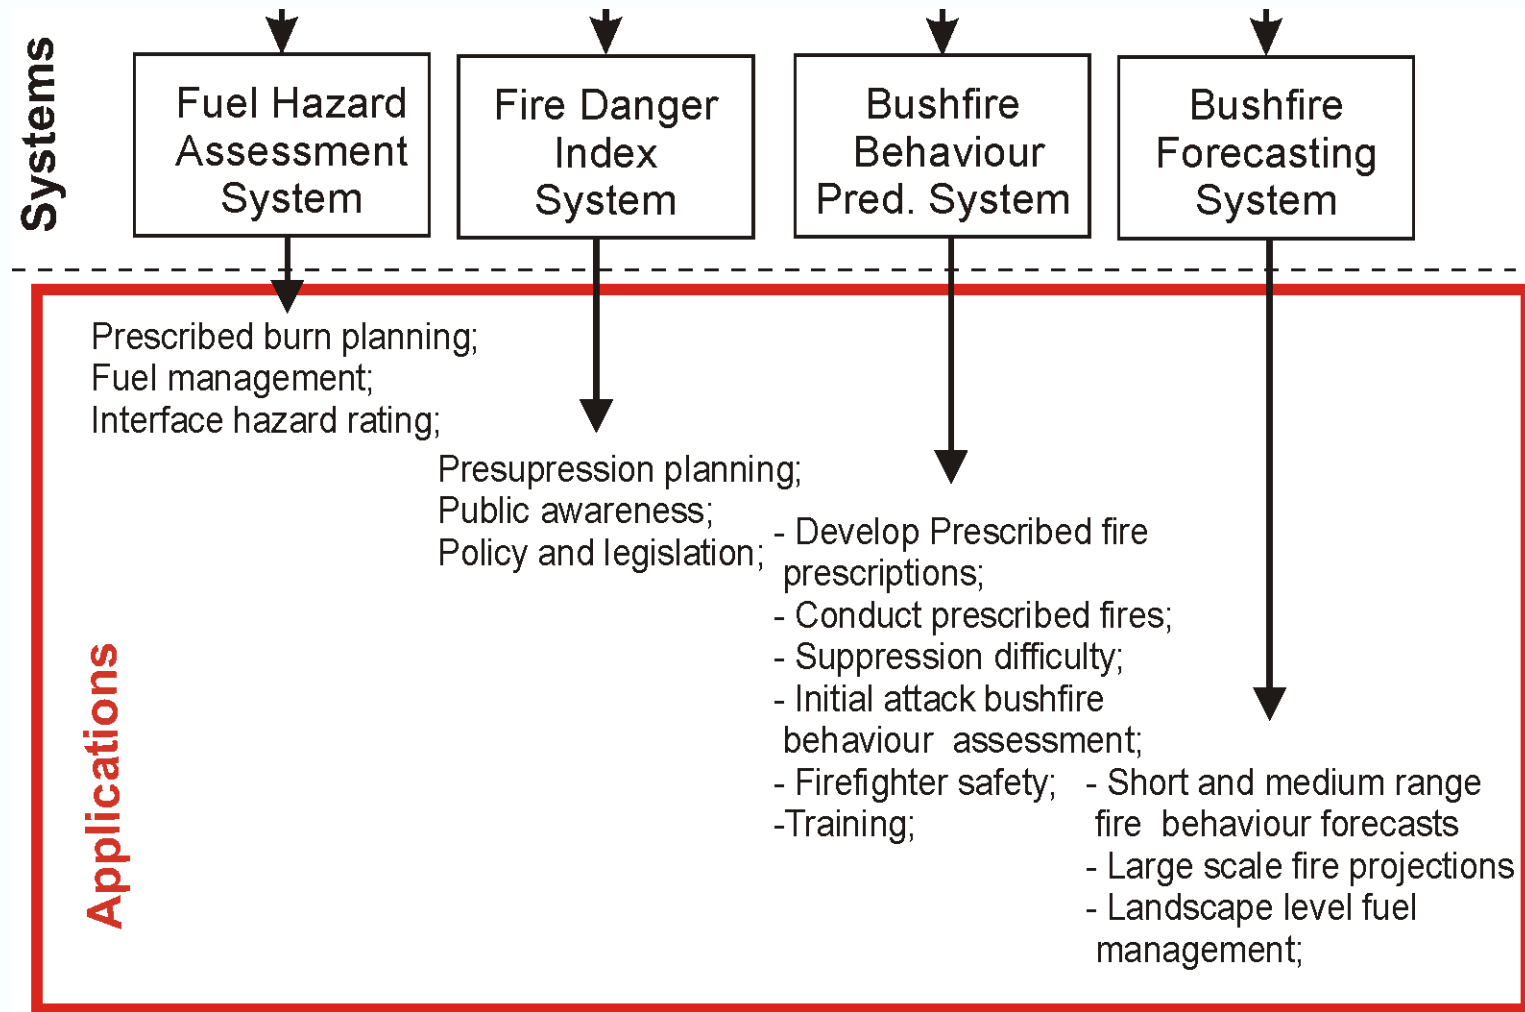 Systems
Fuel Hazard
Assessment
System
Fire Danger
Index
System
Bushfire
Behaviour
Pred. System
Bushfire
Forecasting
System
Applications
Prescribed burn planning;
Fuel management;
Interface hazard rating;
Presupression planning;
Public awareness;
Policy and legislation;
- Develop Prescribed fire
prescriptions;
- Conduct prescribed fires;
- Suppression difficulty;
- Initial attack bushfire
behaviour assessment;
- Firefighter safety;
-Training;
- Short and medium range
fire behaviour forecasts
- Large scale fire projections
- Landscape level fuel
management;